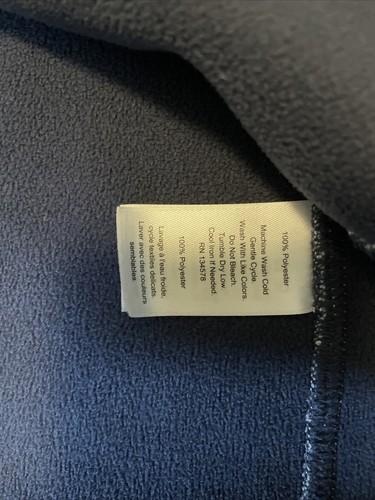 100% Polyester
Machine Wash Cold
Gentle Cycle.
Wash With Like Colors.
Do Not Bleach.
Tumble Dry Low.
Cool Iron If Needed.
RN 134578
100% Polyester
Lavage à l'eau froide,
cycle textiles délicats.
Laver avec des couleurs
semblables.